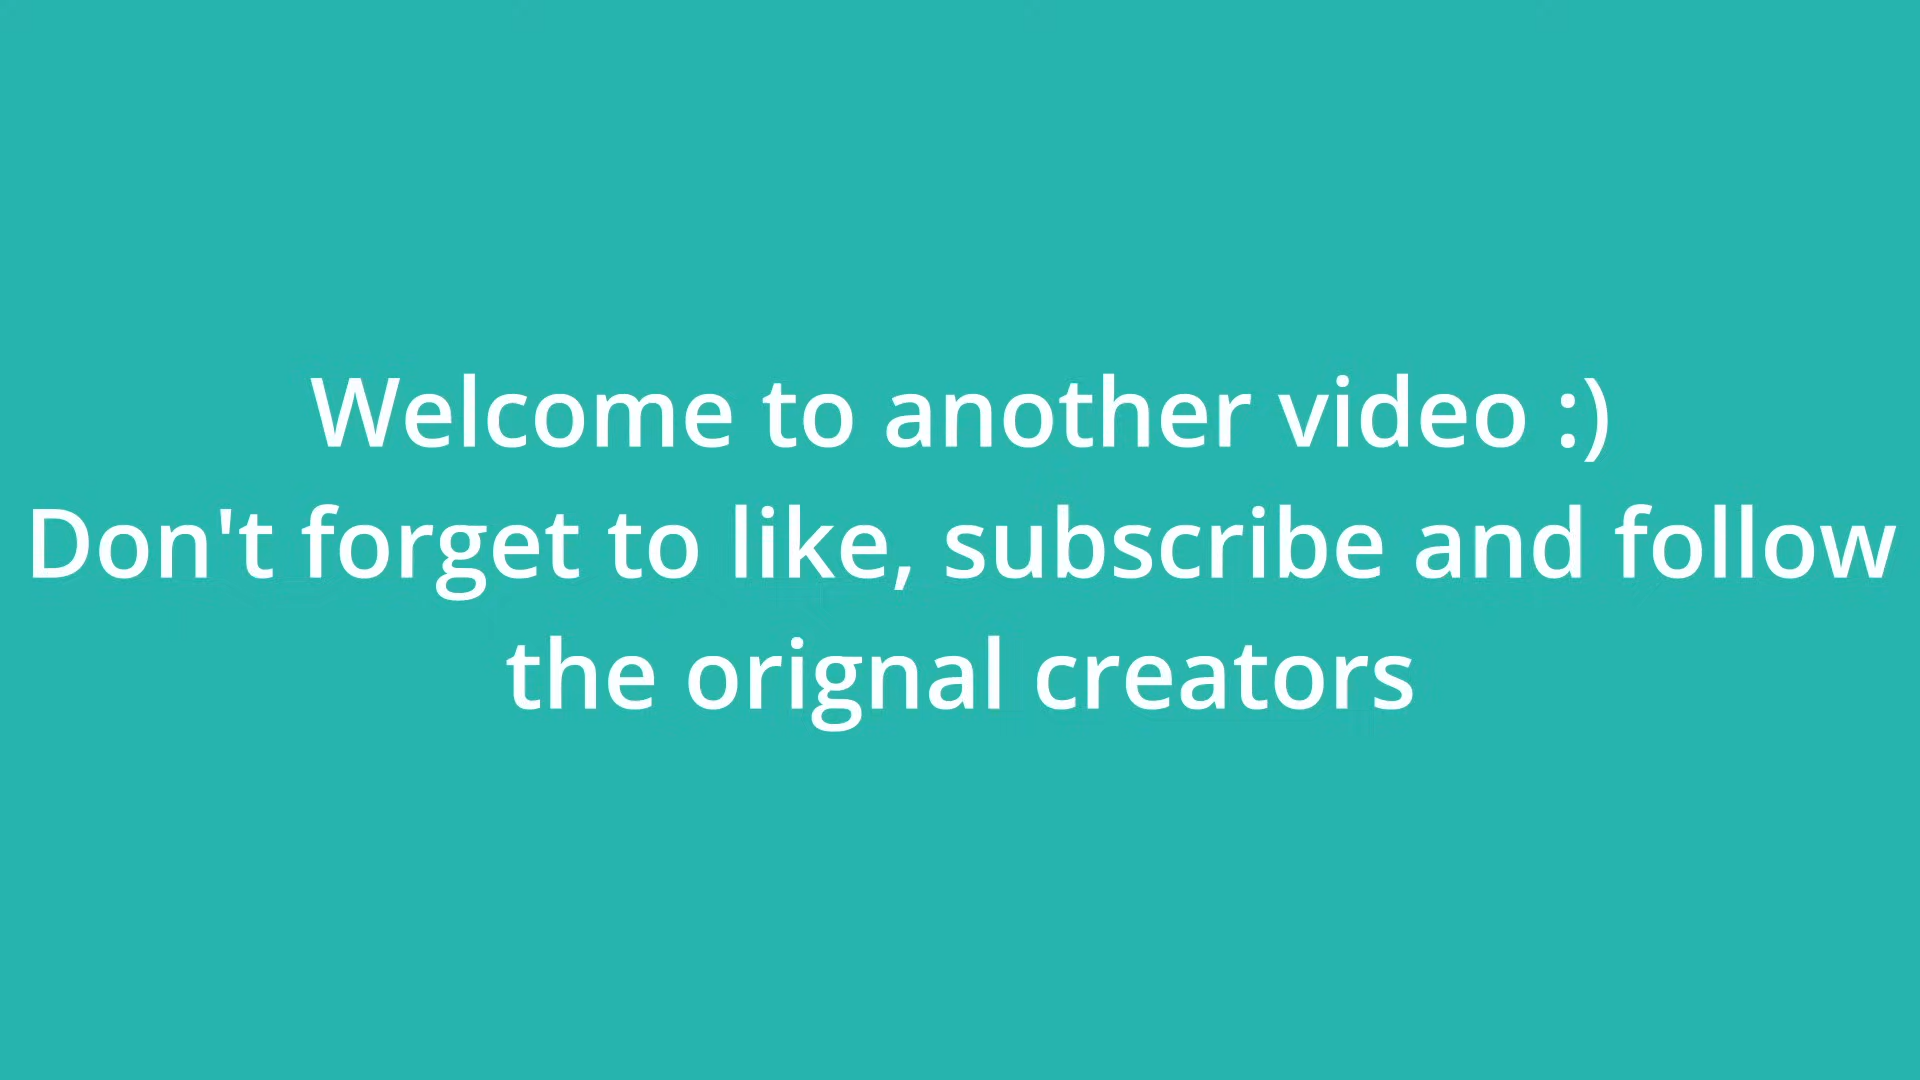 Welcome to another video :)
Don't forget to like, subscribe and follow
the orignal creators